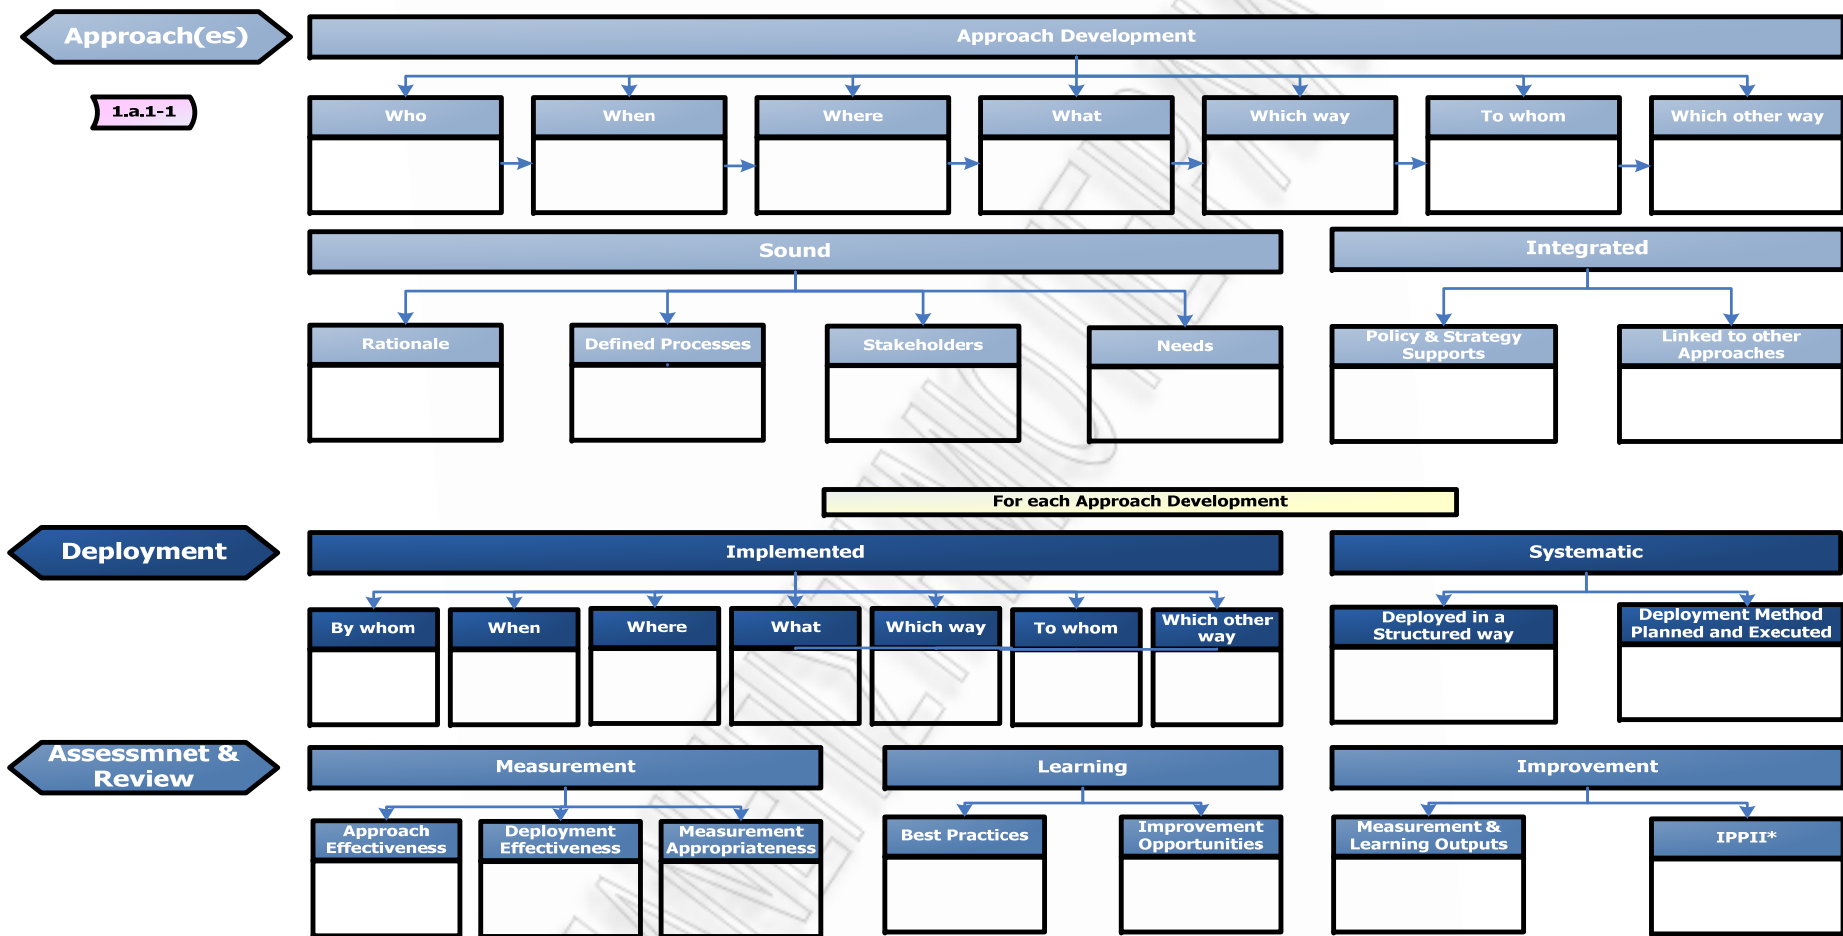 Approach(es)
Approach Development
1.a.1-1
Who
When
Where
What
Which way
To whom
Which other way
Sound
Integrated
Rationale
Defined Processes
Stakeholders
Needs
Policy & Strategy
Supports
Linked to other
Approaches
For each Approach Development
Deployment
Implemented
Systematic
By whom
When
Where
What
Which way
To whom
Which other
way
Deployed in a
Structured way
Deployment Method
Planned and Executed
Assessmnet &
Review
Measurement
Learning
Improvement
Approach
Effectiveness
Deployment
Effectiveness
Measurement
Appropriateness
Best Practices
Improvement
Opportunities
Measurement &
Learning Outputs
IPPII*